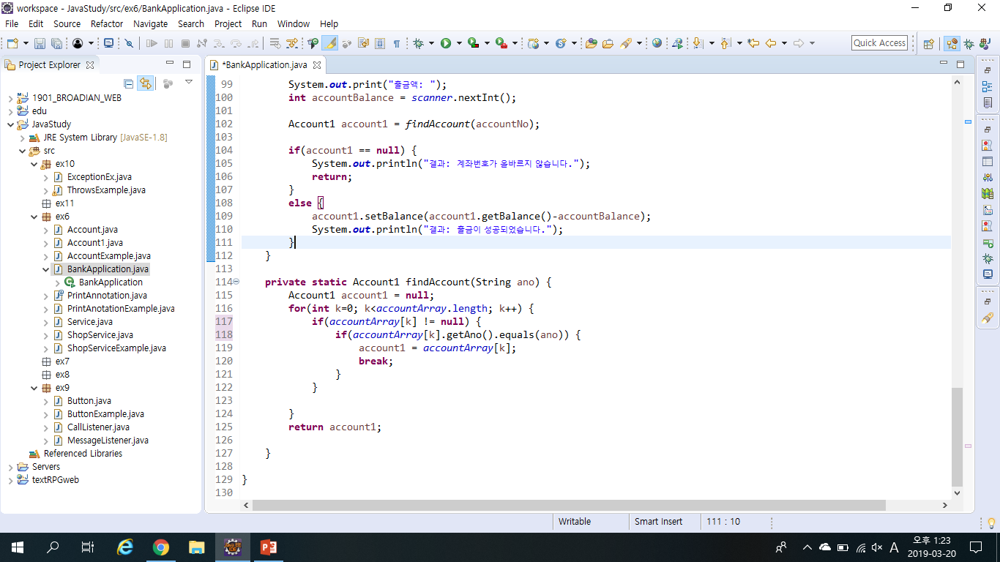 workspace - JavaStudy/src/ex6/BankApplication.java - Eclipse IDE
File Edit Source Refactor Navigate Search Project Run Window Help
Quick Access
Project Explorer
1901_BROADIAN_WEB
edu
JavaStudy
JRE System Library [JavaSE-1.8]
src
ex10
ExceptionEx.java
ThrowsExample.java
ex11
ex6
Account.java
Account1.java
AccountExample.java
BankApplication.java
BankApplication
PrintAnnotation.java
PrintAnotationExample.java
Service.java
ShopService.java
ShopServiceExample.java
ex7
ex8
ex9
Button.java
ButtonExample.java
CallListener.java
MessageListener.java
Referenced Libraries
Servers
textRPGweb
*BankApplication.java
99 System.out.print("출금액: ");
100 int accountBalance = scanner.nextInt();
101
102 Account1 account1 = findAccount(accountNo);
103
104 if(account1 == null) {
105 System.out.println("결과: 계좌번호가 올바르지 않습니다.");
106 return;
107 }
108 else {
109 account1.setBalance(account1.getBalance()-accountBalance);
110 System.out.println("결과: 출금이 성공되었습니다.");
111 }
112 }
113
114 private static Account1 findAccount(String ano) {
115 Account1 account1 = null;
116 for(int k=0; k<accountArray.length; k++) {
117 if(accountArray[k] != null) {
118 if(accountArray[k].getAno().equals(ano)) {
119 account1 = accountArray[k];
120 break;
121 }
122 }
123
124 }
125 return account1;
126
127 }
128
129 }
130
Writable Smart Insert 111 : 10
A 오후 1:23
2019-03-20